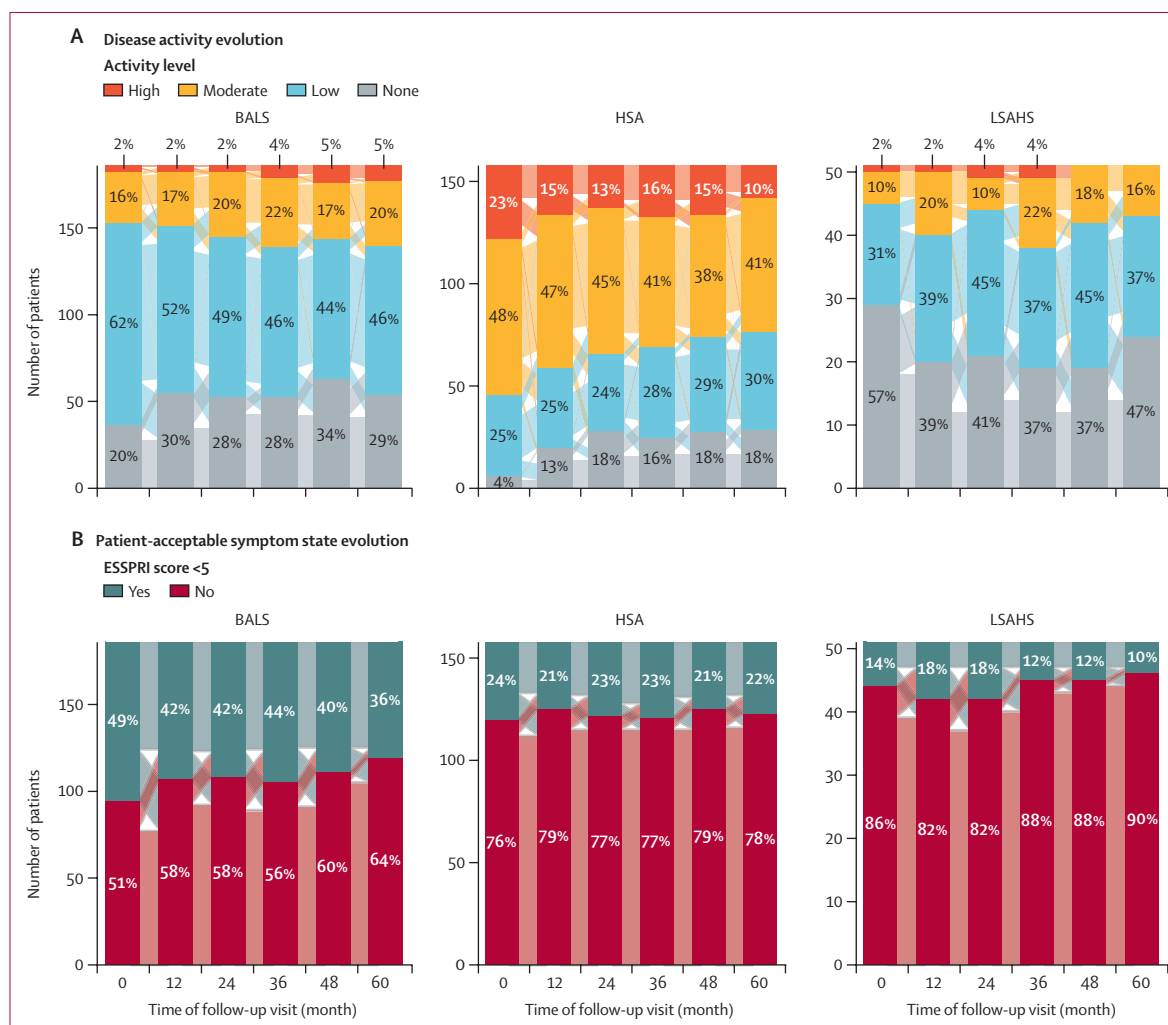 A Disease activity evolution
Activity level
High Moderate Low None
BALS HSA LSAHS
2% 2% 2% 4% 5% 5%
16% 17% 20% 22% 17% 20%
62% 52% 49% 46% 44% 46%
20% 30% 28% 28% 34% 29%
150
100
50
0
Number of patients
23% 15% 13% 16% 15% 10%
48% 47% 45% 41% 38% 41%
25% 25% 24% 28% 29% 30%
4% 13% 18% 16% 18% 18%
150
100
50
0
2% 2% 4% 4%
10% 20% 10% 22% 18% 16%
31% 39% 45% 37% 45% 37%
57% 39% 41% 37% 37% 47%
50
40
30
20
10
0
B Patient-acceptable symptom state evolution
ESSPRI score <5
Yes No
BALS HSA LSAHS
49% 42% 42% 44% 40% 36%
51% 58% 58% 56% 60% 64%
150
100
50
0
Number of patients
0 12 24 36 48 60
Time of follow-up visit (month)
24% 21% 23% 23% 21% 22%
76% 79% 77% 77% 79% 78%
150
100
50
0
0 12 24 36 48 60
Time of follow-up visit (month)
14% 18% 18% 12% 12% 10%
86% 82% 82% 88% 88% 90%
50
40
30
20
10
0
0 12 24 36 48 60
Time of follow-up visit (month)